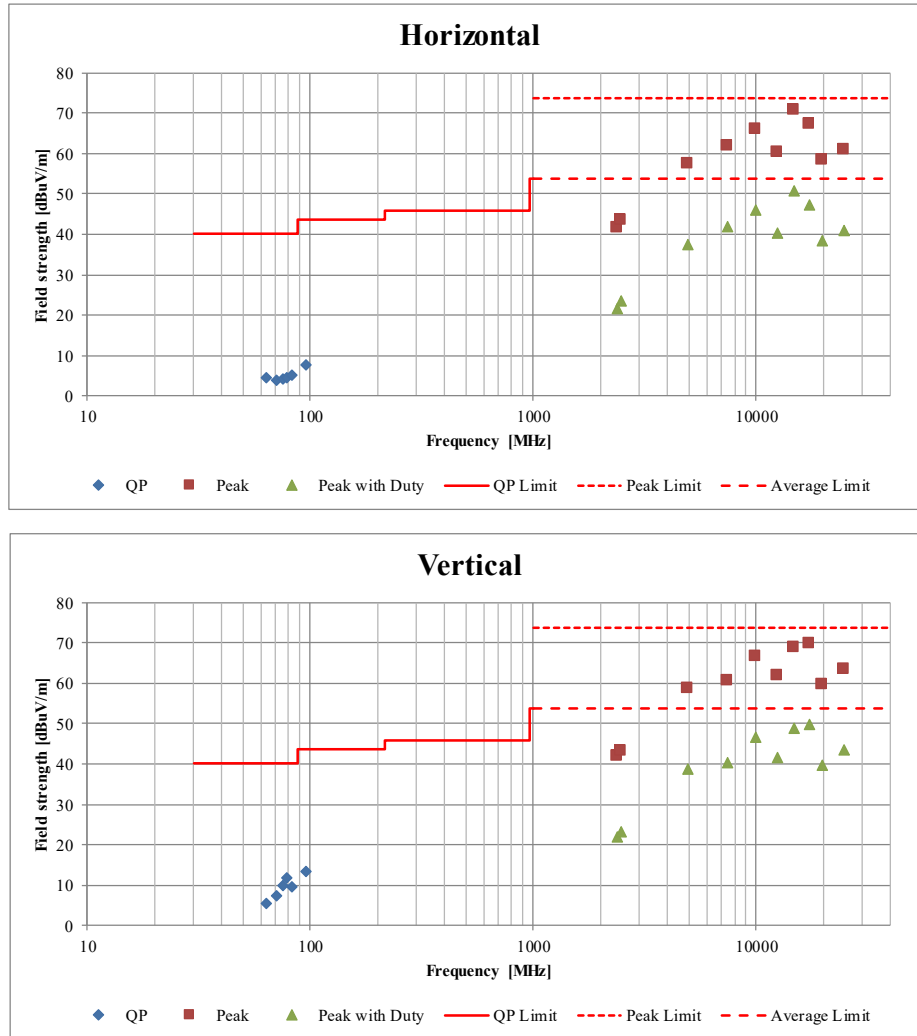 Horizontal
80
70
60
50
40
30
20
10
0
Field strength [dBuV/m]
10 100 1000 10000
Frequency [MHz]
QP Peak Peak with Duty QP Limit Peak Limit Average Limit
Vertical
80
70
60
50
40
30
20
10
0
Field strength [dBuV/m]
10 100 1000 10000
Frequency [MHz]
QP Peak Peak with Duty QP Limit Peak Limit Average Limit